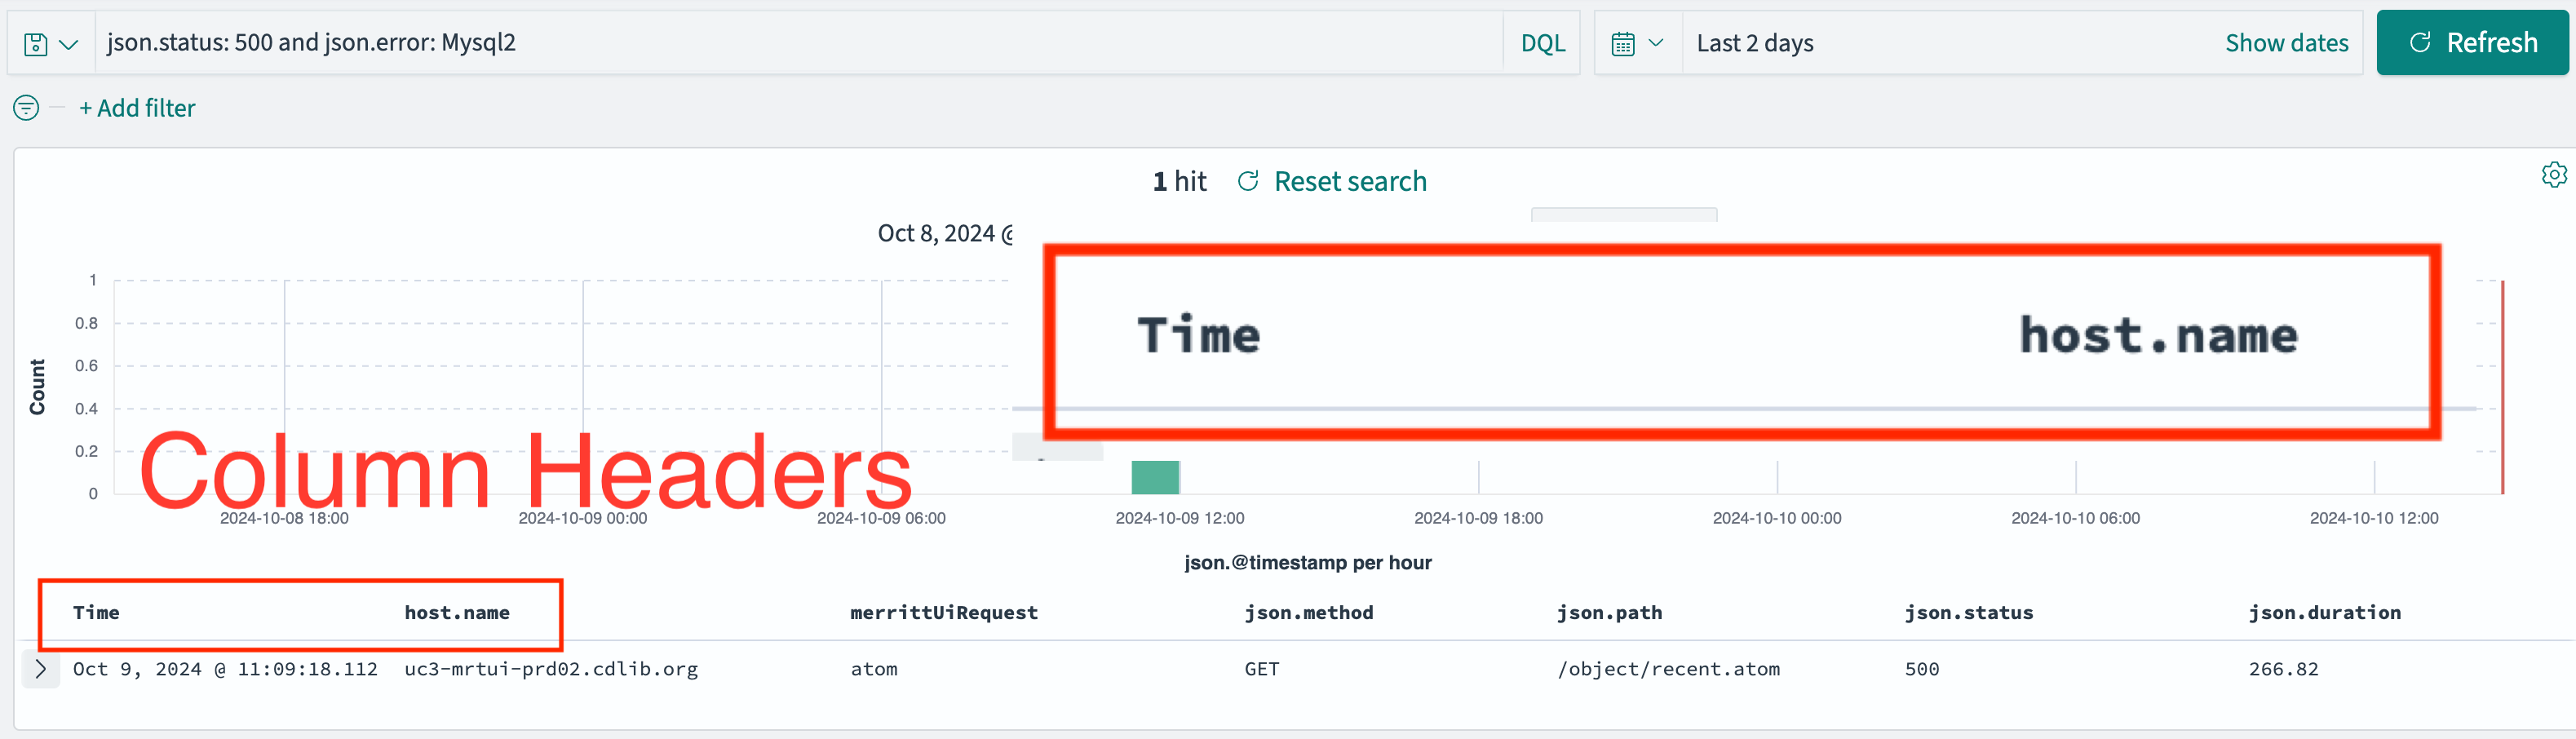 json.status: 500 and json.error: Mysql2 DQL Last 2 days Show dates Refresh
+ Add filter
1 hit Reset search
Oct 8, 2024 @
Time host.name
1
0.8
0.6
0.4
0.2
0
Count
Column Headers
2024-10-08 18:00 2024-10-09 00:00 2024-10-09 06:00 2024-10-09 12:00 2024-10-09 18:00 2024-10-10 00:00 2024-10-10 06:00 2024-10-10 12:00
json.@timestamp per hour
Time host.name merrittUiRequest json.method json.path json.status json.duration
Oct 9, 2024 @ 11:09:18.112 uc3-mrtui-prd02.cdlib.org atom GET /object/recent.atom 500 266.82